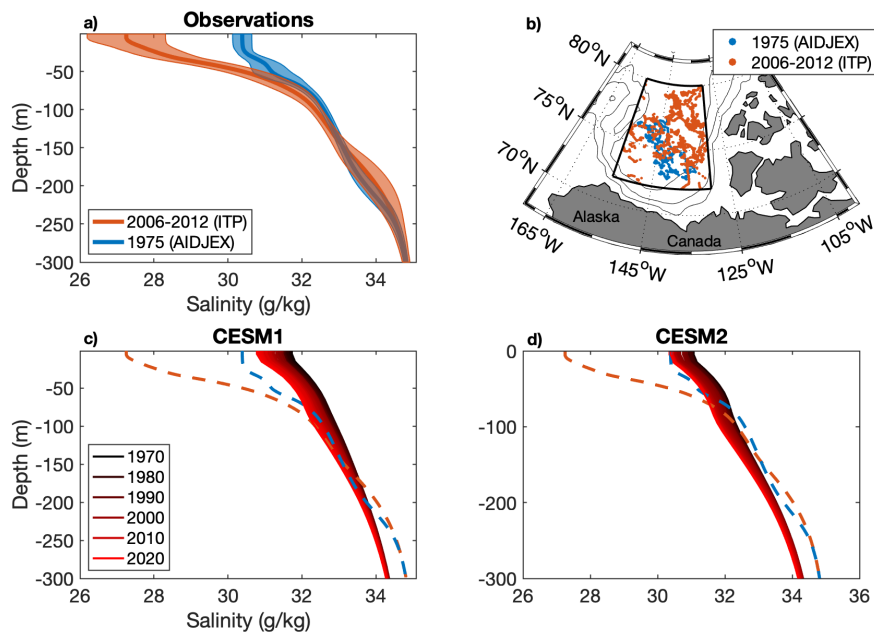 Observations
a)
-50
-100
-150
-200
-250
-300
Depth (m)
26 28 30 32 34
Salinity (g/kg)
2006-2012 (ITP)
1975 (AIDJEX)
b)
1975 (AIDJEX)
2006-2012 (ITP)
80°N
75°N
70°N
165°W
145°W
125°W
105°W
Alaska
Canada
CESM1
c)
-50
-100
-150
-200
-250
-300
Depth (m)
26 28 30 32 34
Salinity (g/kg)
1970
1980
1990
2000
2010
2020
CESM2
d)
0
-100
-200
-300
26 28 30 32 34 36